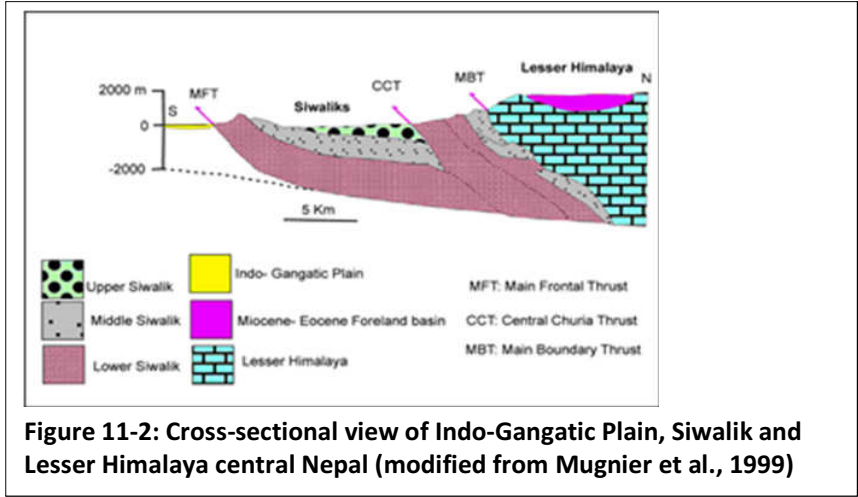 Lesser Himalaya
N
MBT
CCT
2000 m
MFT
S
Siwaliks
0
-2000
5 Km
Upper Siwalik
Indo- Gangatic Plain
MFT: Main Frontal Thrust
Middle Siwalik
Miocene- Eocene Foreland basin
CCT: Central Churia Thrust
Lower Siwalik
Lesser Himalaya
MBT: Main Boundary Thrust
Figure 11-2: Cross-sectional view of Indo-Gangatic Plain, Siwalik and
Lesser Himalaya central Nepal (modified from Mugnier et al., 1999)